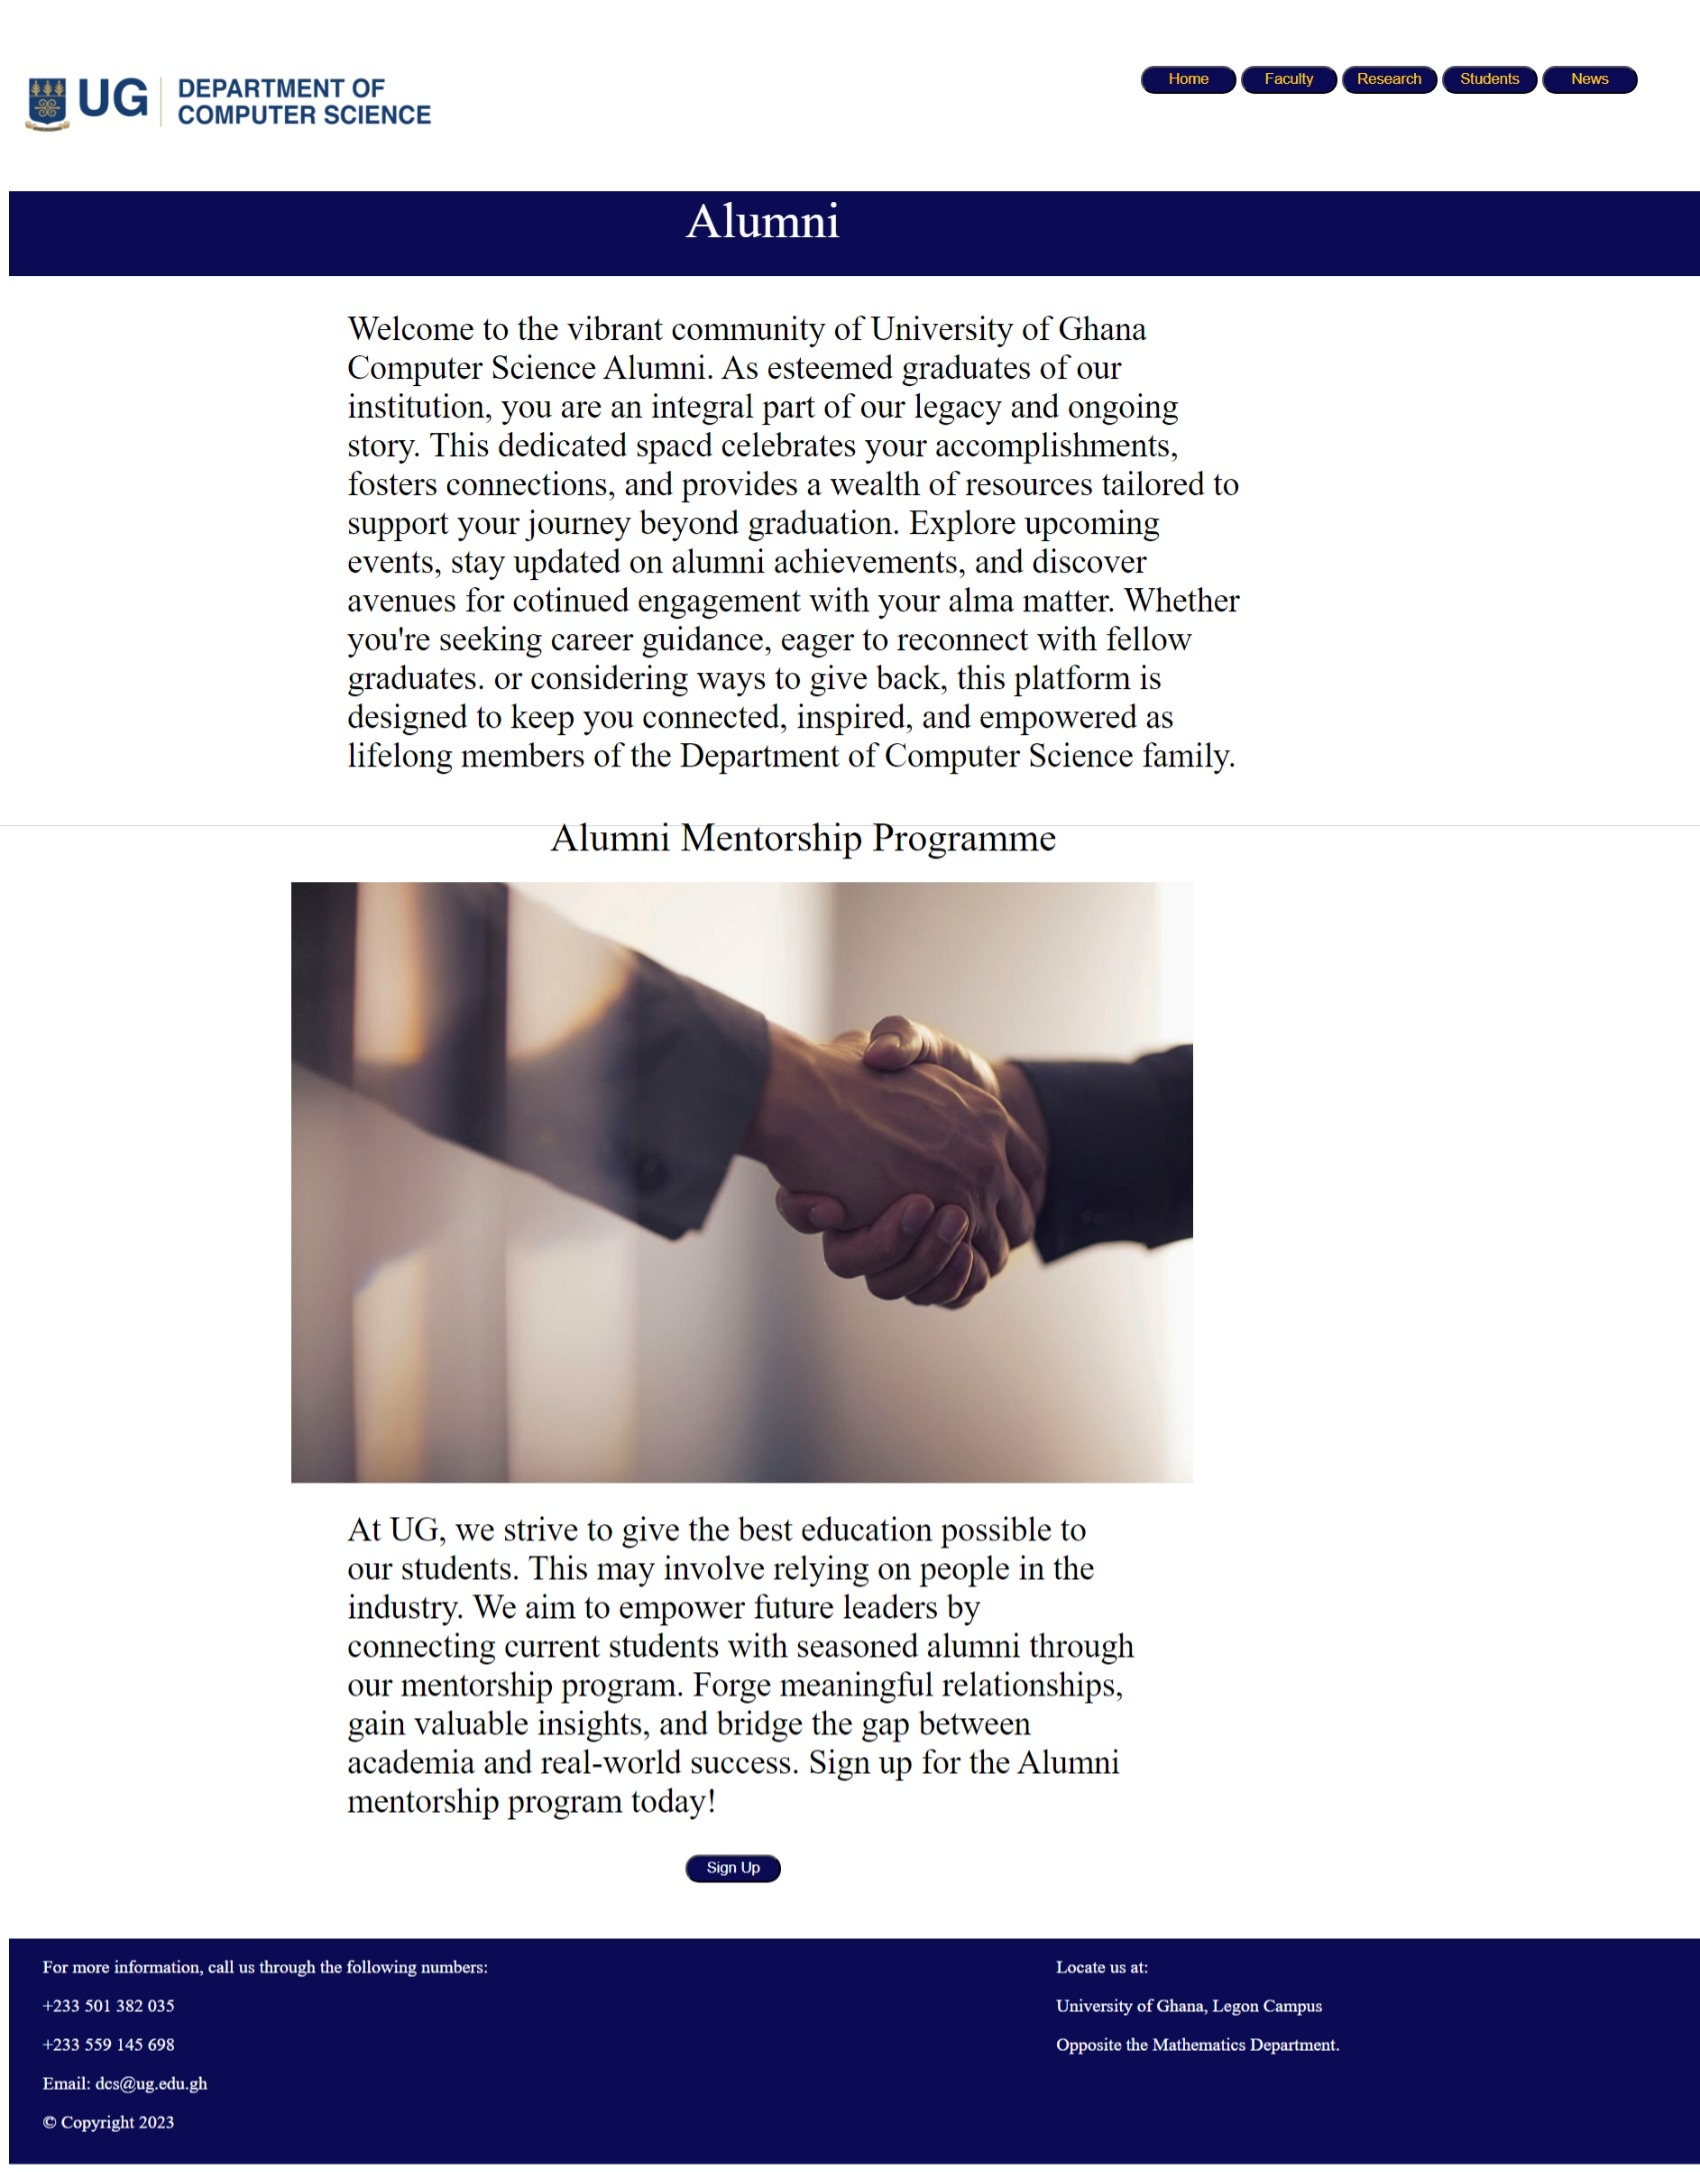 UG
DEPARTMENT OF
COMPUTER SCIENCE
Home Faculty Research Students News
Alumni
Welcome to the vibrant community of University of Ghana
Computer Science Alumni. As esteemed graduates of our
institution, you are an integral part of our legacy and ongoing
story. This dedicated spacd celebrates your accomplishments,
fosters connections, and provides a wealth of resources tailored to
support your journey beyond graduation. Explore upcoming
events, stay updated on alumni achievements, and discover
avenues for cotinued engagement with your alma matter. Whether
you're seeking career guidance, eager to reconnect with fellow
graduates. or considering ways to give back, this platform is
designed to keep you connected, inspired, and empowered as
lifelong members of the Department of Computer Science family.
Alumni Mentorship Programme
At UG, we strive to give the best education possible to
our students. This may involve relying on people in the
industry. We aim to empower future leaders by
connecting current students with seasoned alumni through
our mentorship program. Forge meaningful relationships,
gain valuable insights, and bridge the gap between
academia and real-world success. Sign up for the Alumni
mentorship program today!
Sign Up
For more information, call us through the following numbers:
+233 501 382 035
+233 559 145 698
Email: dcs@ug.edu.gh
© Copyright 2023
Locate us at:
University of Ghana, Legon Campus
Opposite the Mathematics Department.